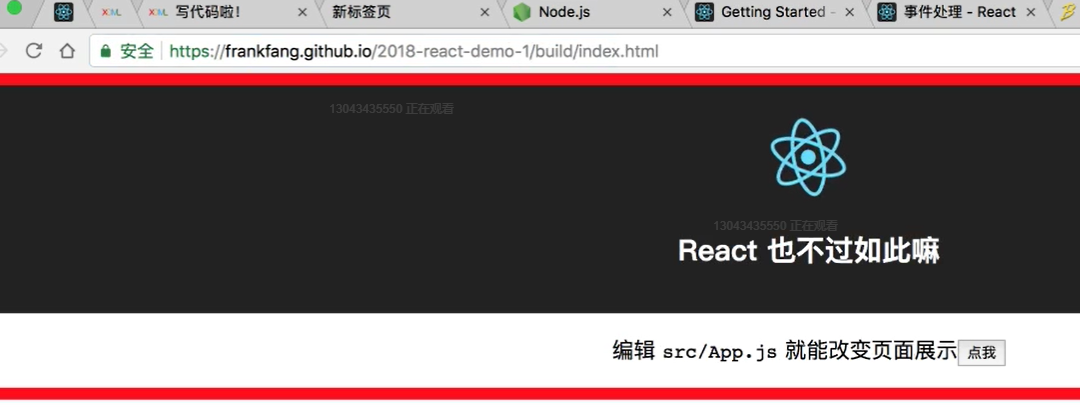 XML
XML 写代码啦！
新标签页
Node.js
Getting Started -
事件处理 - React
安全 https://frankfang.github.io/2018-react-demo-1/build/index.html
13043435550 正在观看
13043435550 正在观看
React 也不过如此嘛
编辑 src/App.js 就能改变页面展示 点我